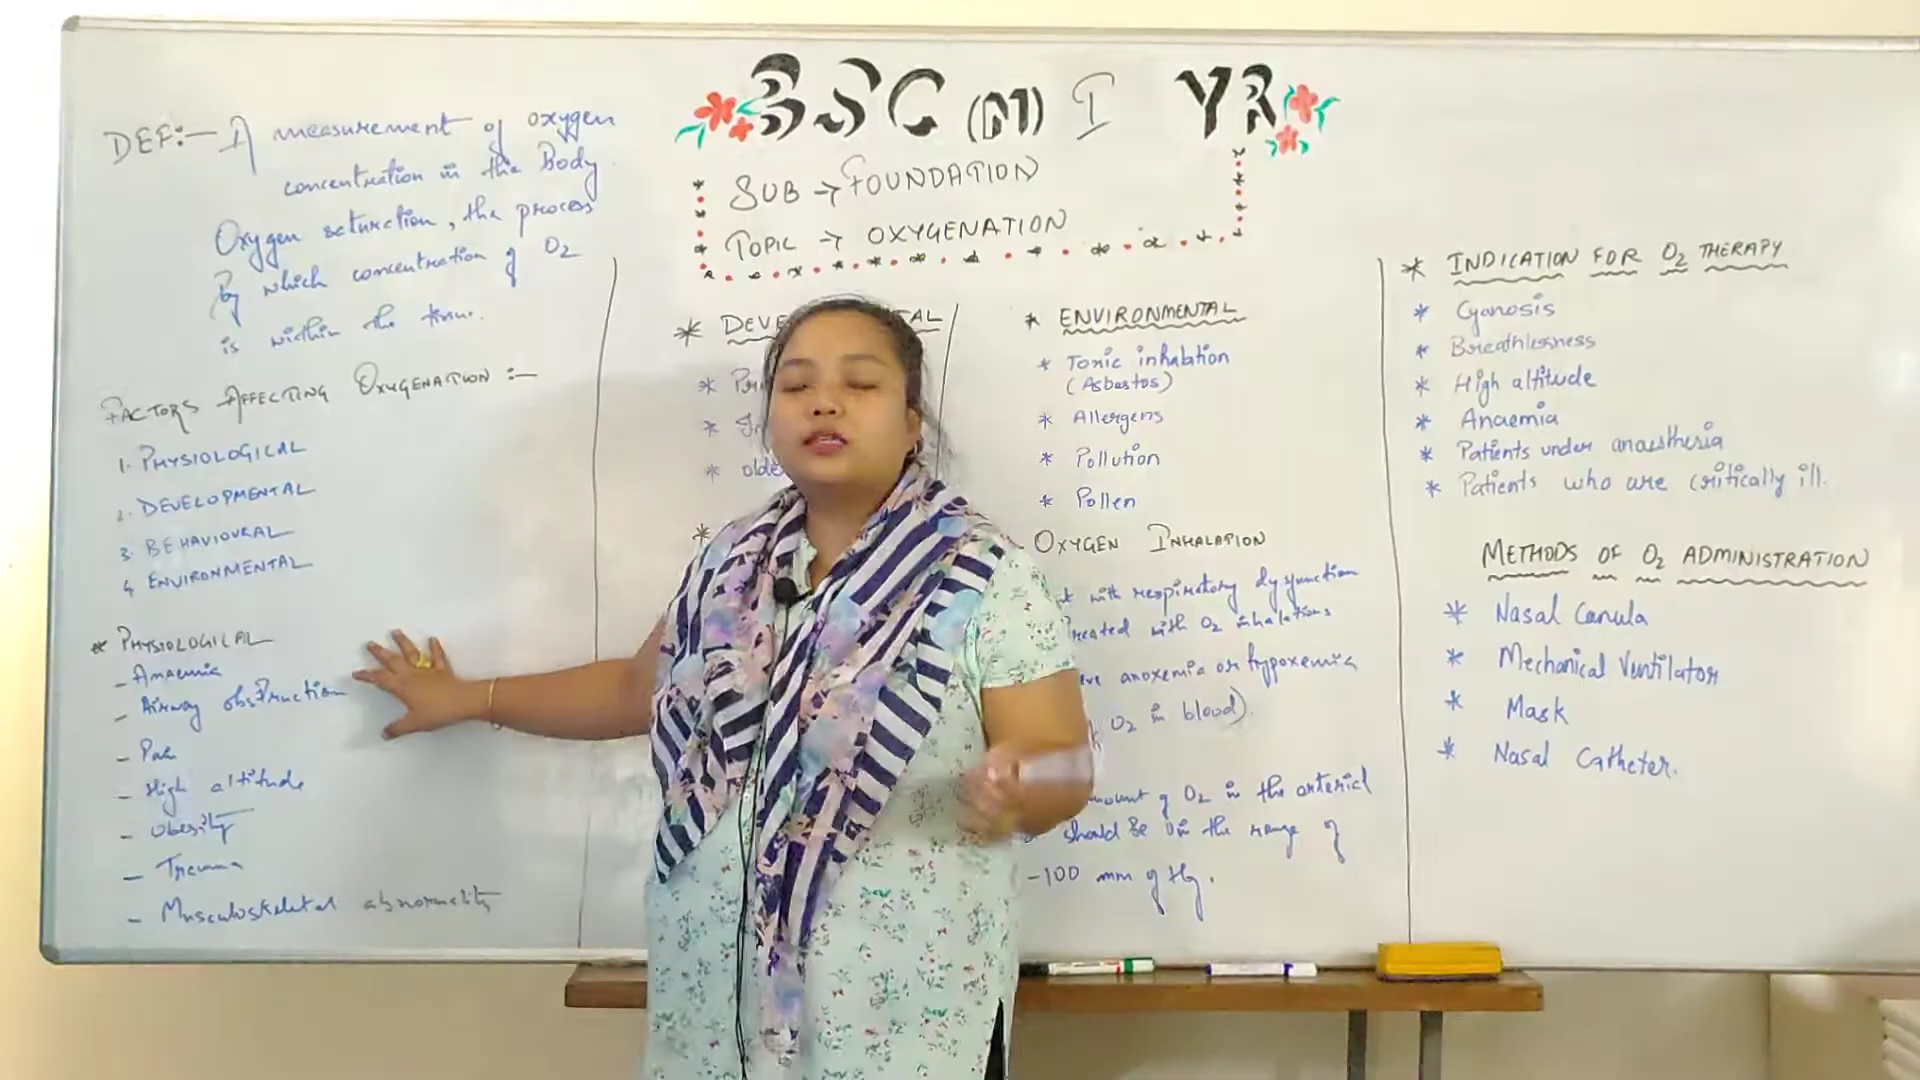 BSC (N) I YR
SUB → FOUNDATION
TOPIC → OXYGENATION
DEF:- A measurement of oxygen
concentration in the Body
Oxygen saturation, the process
By which concentration of O2
is within the tissue.
FACTORS AFFECTING OXYGENATION :-
1. PHYSIOLOGICAL
2. DEVELOPMENTAL
3. BEHAVIOURAL
4. ENVIRONMENTAL
* PHYSIOLOGICAL
- Anaemia
- Airway obstruction
- High altitude
- Obesity
- Trauma
- Musculoskeletal abnormality
* DEVE AL
*
*
* olde
*
* ENVIRONMENTAL
* Toxic inhalation
(Asbestos)
* Allergens
* Pollution
* Pollen
OXYGEN INHALATION
with respiratory dysfunction
treated with O2 inhalations
anoxemia or hypoxemia
O2 in blood).
mount of O2 in the arterial
should be in the range of
-100 mm of Hg.
* INDICATION FOR O2 THERAPY
* Cyanosis
* Breathlessness
* High altitude
* Anaemia
* Patients under anaesthesia
* Patients who are critically ill.
METHODS OF O2 ADMINISTRATION
* Nasal Canula
* Mechanical Ventilator
* Mask
* Nasal Catheter.